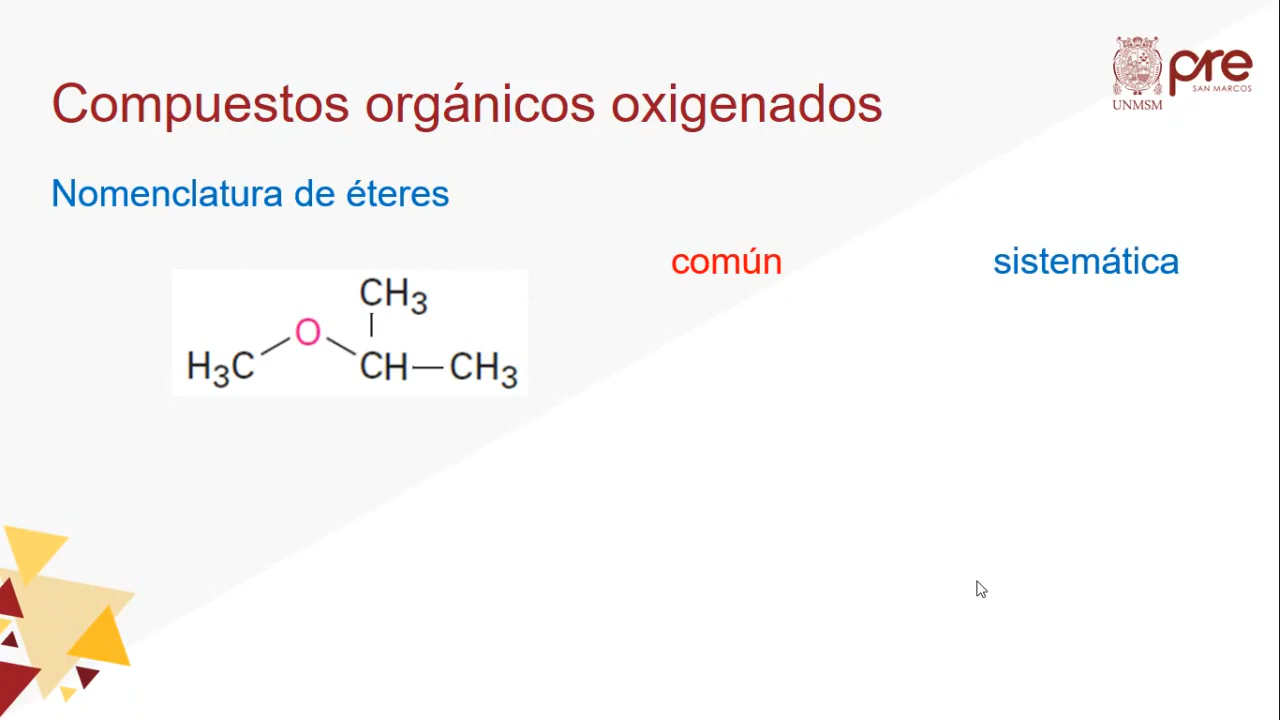 pre
SAN MARCOS
UNMSM
Compuestos orgánicos oxigenados
Nomenclatura de éteres
común
sistemática
CH3
O
H3C
CH—CH3